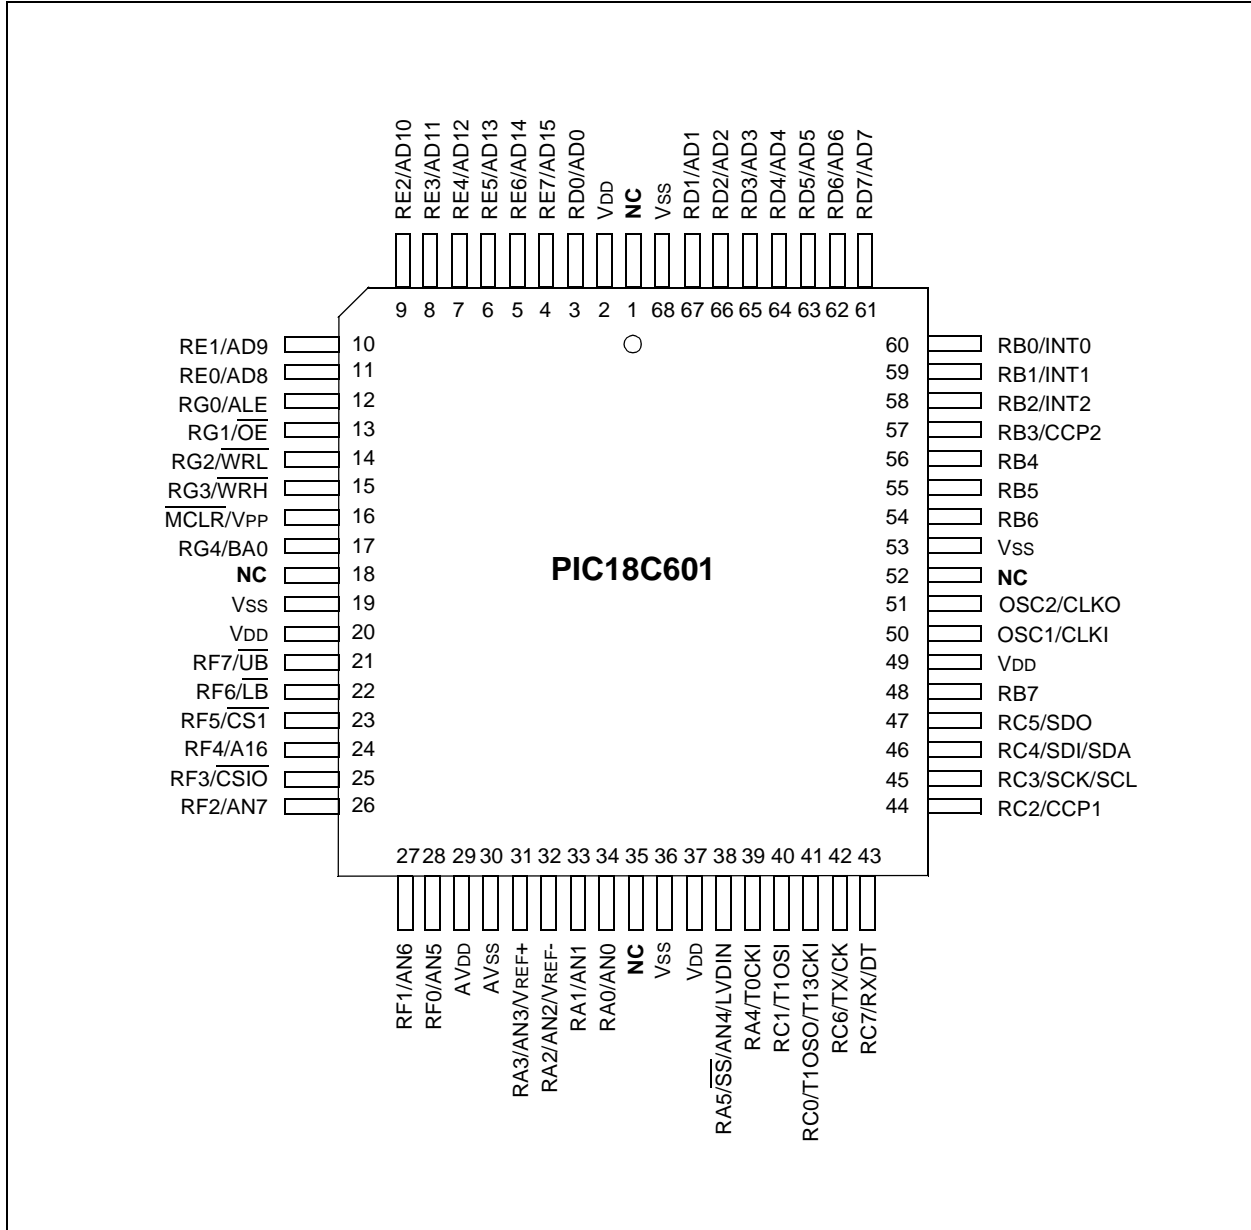 RE2/AD10
RE3/AD11
RE4/AD12
RE5/AD13
RE6/AD14
RE7/AD15
RD0/AD0
VDD
NC
VSS
RD1/AD1
RD2/AD2
RD3/AD3
RD4/AD4
RD5/AD5
RD6/AD6
RD7/AD7
9 8 7 6 5 4 3 2 1 68 67 66 65 64 63 62 61
RE1/AD9 10 60 RB0/INT0
RE0/AD8 11 59 RB1/INT1
RG0/ALE 12 58 RB2/INT2
RG1/O̅E̅ 13 57 RB3/CCP2
RG2/W̅R̅L̅ 14 56 RB4
RG3/W̅R̅H̅ 15 55 RB5
M̅C̅L̅R̅/VPP 16 54 RB6
RG4/BA0 17 53 VSS
NC 18 52 NC
VSS 19 51 OSC2/CLKO
VDD 20 50 OSC1/CLKI
RF7/U̅B̅ 21 49 VDD
RF6/L̅B̅ 22 48 RB7
RF5/C̅S̅1̅ 23 47 RC5/SDO
RF4/A16 24 46 RC4/SDI/SDA
RF3/C̅S̅I̅O̅ 25 45 RC3/SCK/SCL
RF2/AN7 26 44 RC2/CCP1
PIC18C601
27 28 29 30 31 32 33 34 35 36 37 38 39 40 41 42 43
RF1/AN6
RF0/AN5
AVDD
AVSS
RA3/AN3/VREF+
RA2/AN2/VREF-
RA1/AN1
RA0/AN0
NC
VSS
VDD
RA5/S̅S̅/AN4/LVDIN
RA4/T0CKI
RC1/T1OSI
RC0/T1OSO/T13CKI
RC6/TX/CK
RC7/RX/DT